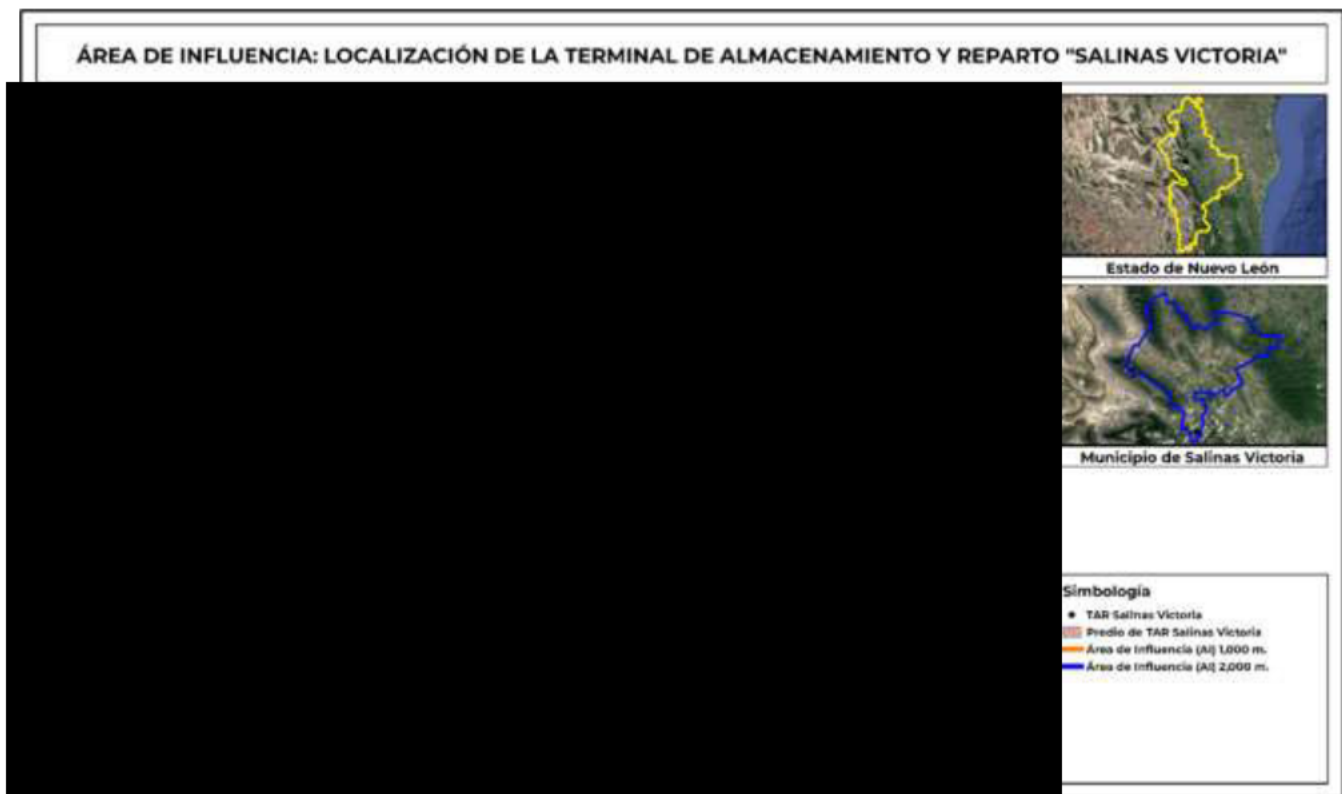 ÁREA DE INFLUENCIA: LOCALIZACIÓN DE LA TERMINAL DE ALMACENAMIENTO Y REPARTO "SALINAS VICTORIA"
Estado de Nuevo León
Municipio de Salinas Victoria
Simbología
TAR Salinas Victoria
Predio de TAR Salinas Victoria
Área de Influencia (AI) 1,000 m.
Área de Influencia (AI) 2,000 m.